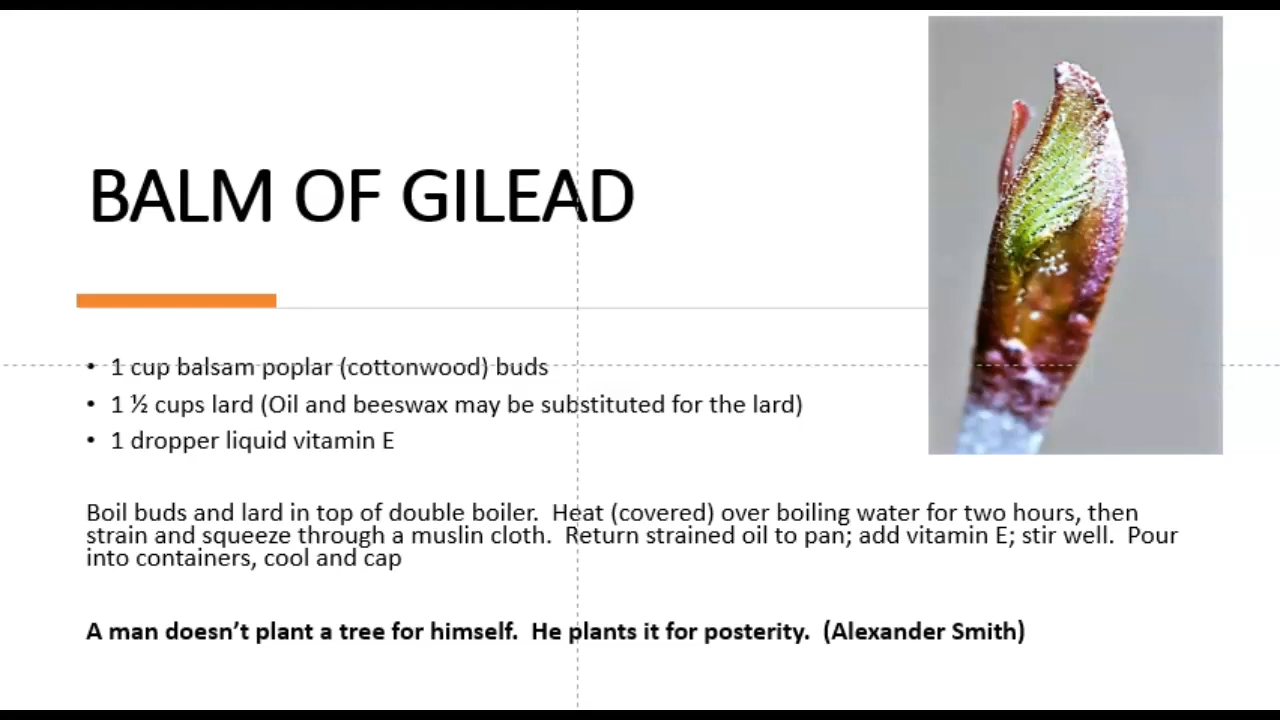 BALM OF GILEAD
• 1 cup balsam poplar (cottonwood) buds
• 1 ½ cups lard (Oil and beeswax may be substituted for the lard)
• 1 dropper liquid vitamin E
Boil buds and lard in top of double boiler.  Heat (covered) over boiling water for two hours, then
strain and squeeze through a muslin cloth.  Return strained oil to pan; add vitamin E; stir well.  Pour
into containers, cool and cap
A man doesn’t plant a tree for himself.  He plants it for posterity.  (Alexander Smith)